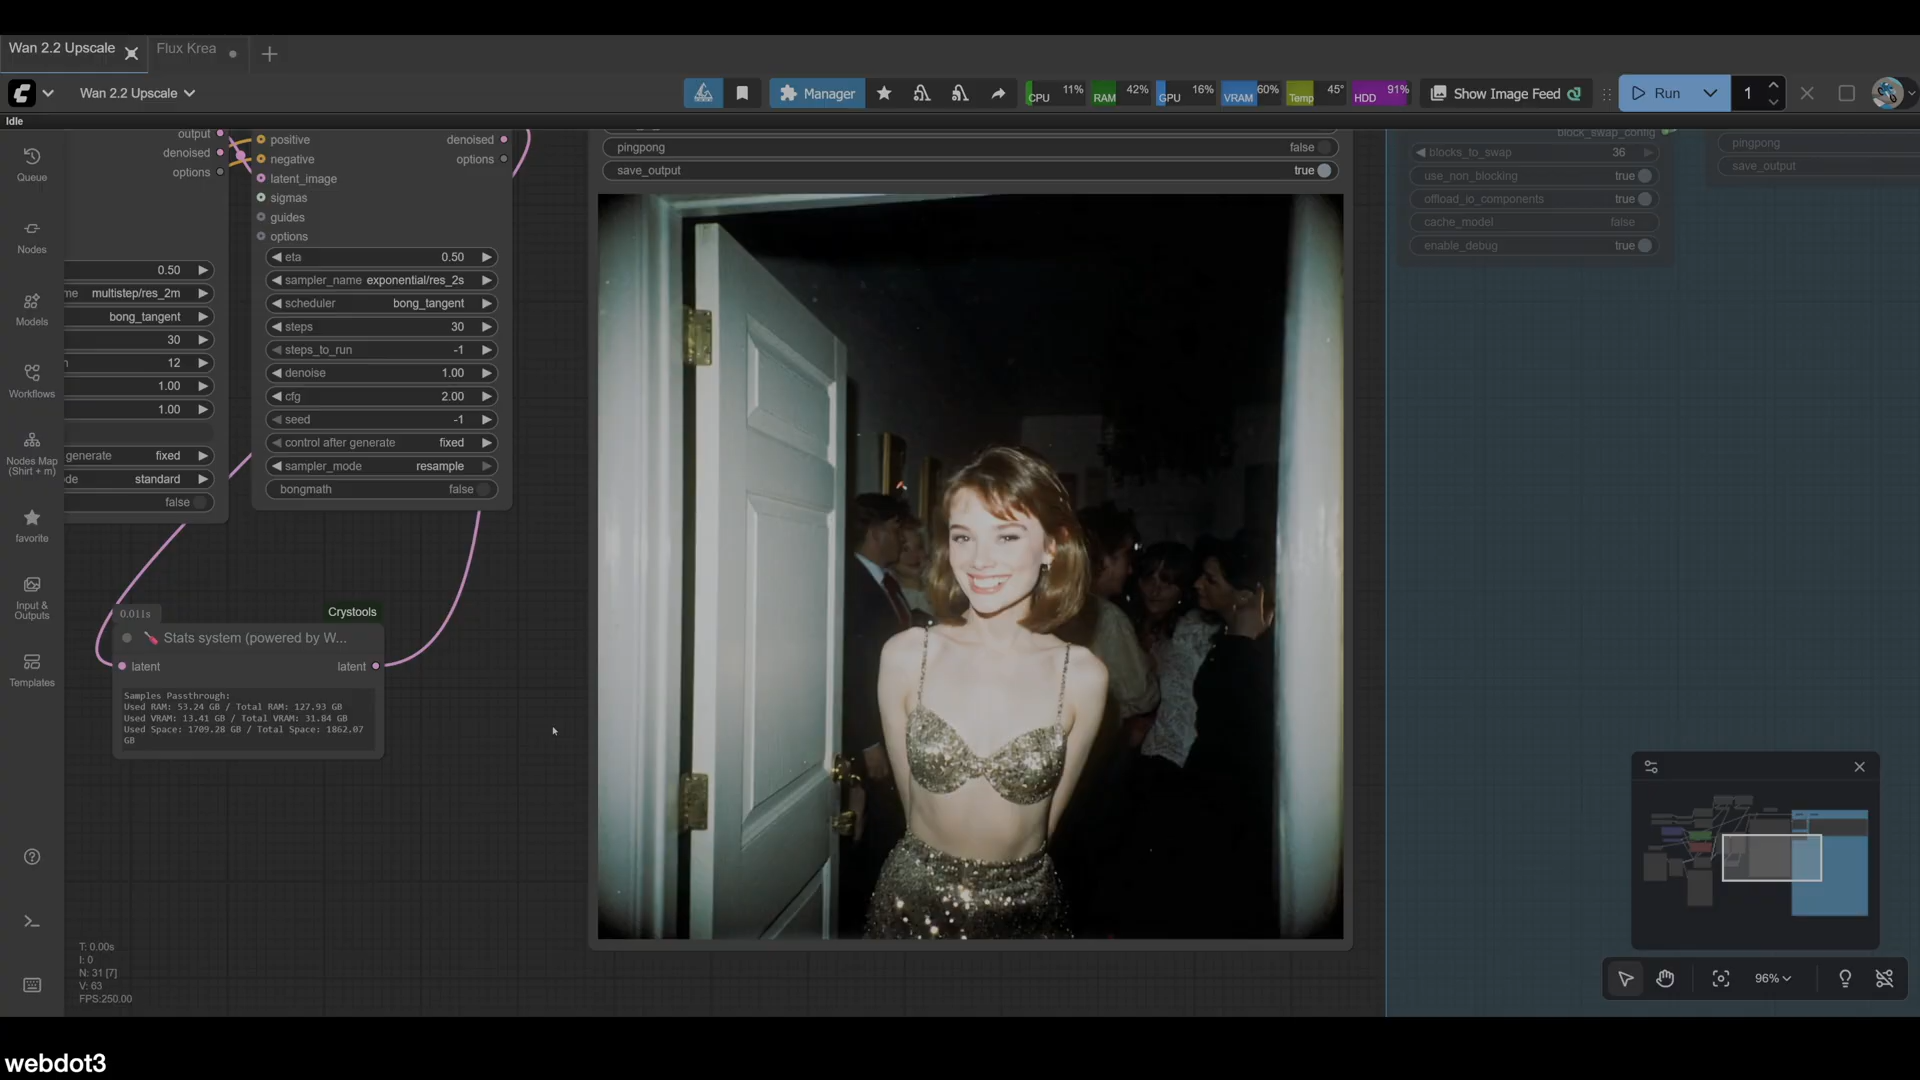 Wan 2.2 Upscale
Flux Krea
Wan 2.2 Upscale
Manager
CPU 11%
RAM 42%
GPU 16%
VRAM 60%
Temp 45°
HDD 91%
Show Image Feed
Run
1
Idle
Queue
Nodes
Models
Workflows
Nodes Map
(Shirt + m)
favorite
Input &
Outputs
Templates
output
denoised
options
0.50
me multistep/res_2m
bong_tangent
30
12
1.00
1.00
generate fixed
de standard
false
positive
negative
latent_image
sigmas
guides
options
denoised
options
eta 0.50
sampler_name exponential/res_2s
scheduler bong_tangent
steps 30
steps_to_run -1
denoise 1.00
cfg 2.00
seed -1
control after generate fixed
sampler_mode resample
bongmath false
0.011s
Crystools
Stats system (powered by W...
latent
latent
Samples Passthrough:
Used RAM: 53.24 GB / Total RAM: 127.93 GB
Used VRAM: 13.41 GB / Total VRAM: 31.84 GB
Used Space: 1709.28 GB / Total Space: 1862.07
GB
pingpong false
save_output true
block_swap_config
blocks_to_swap 36
use_non_blocking true
offload_io_components true
cache_model false
enable_debug true
pingpong
save_output
T: 0.00s
I: 0
N: 31 [7]
V: 63
FPS:250.00
96%
webdot3